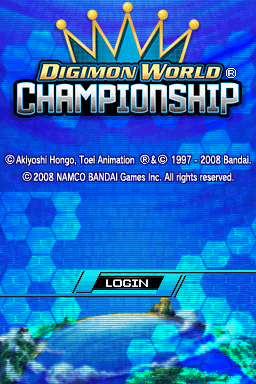 DIGIMON WORLD ®
CHAMPIONSHIP
©Akiyoshi Hongo, Toei Animation ®&© 1997 - 2008 Bandai.
©2008 NAMCO BANDAI Games Inc. All rights reserved.
LOGIN